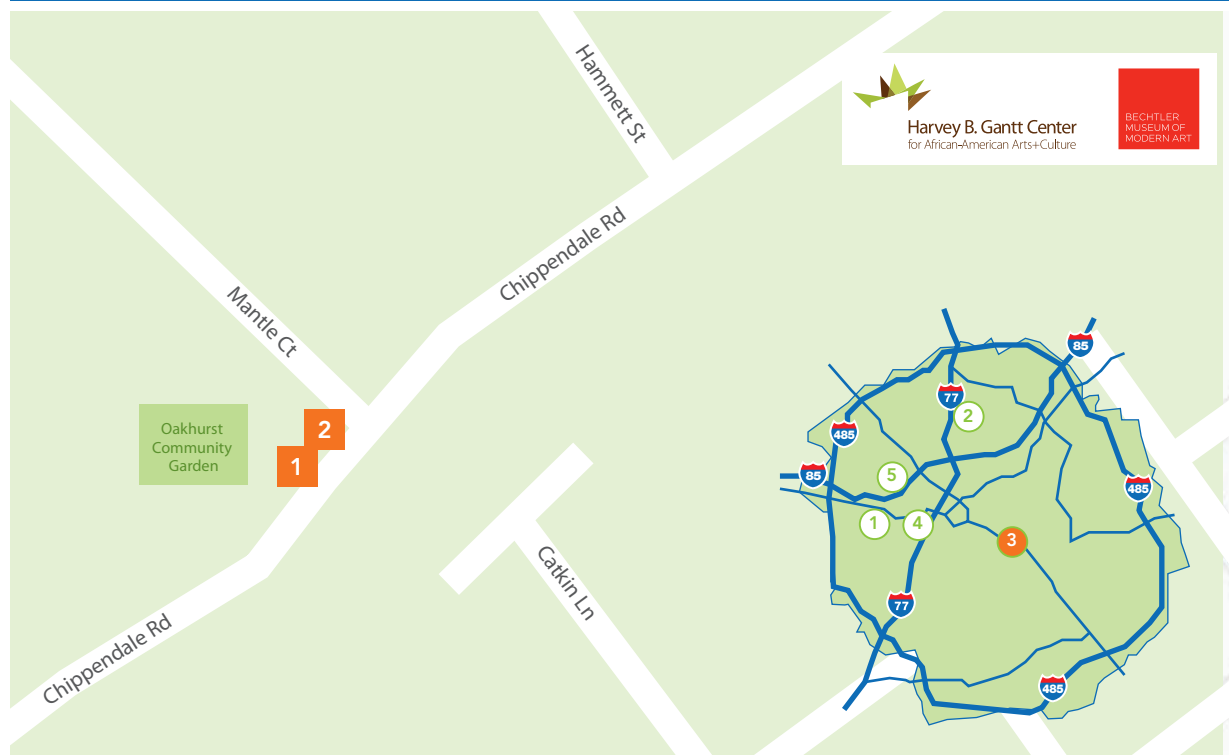 Hammett St
Harvey B. Gantt Center
for African-American Arts+Culture
BECHTLER
MUSEUM OF
MODERN ART
Chippendale Rd
Mantle Ct
Oakhurst
Community
Garden
2
1
Catkin Ln
Chippendale Rd
85
77
2
485
85
5
485
1
4
3
77
485